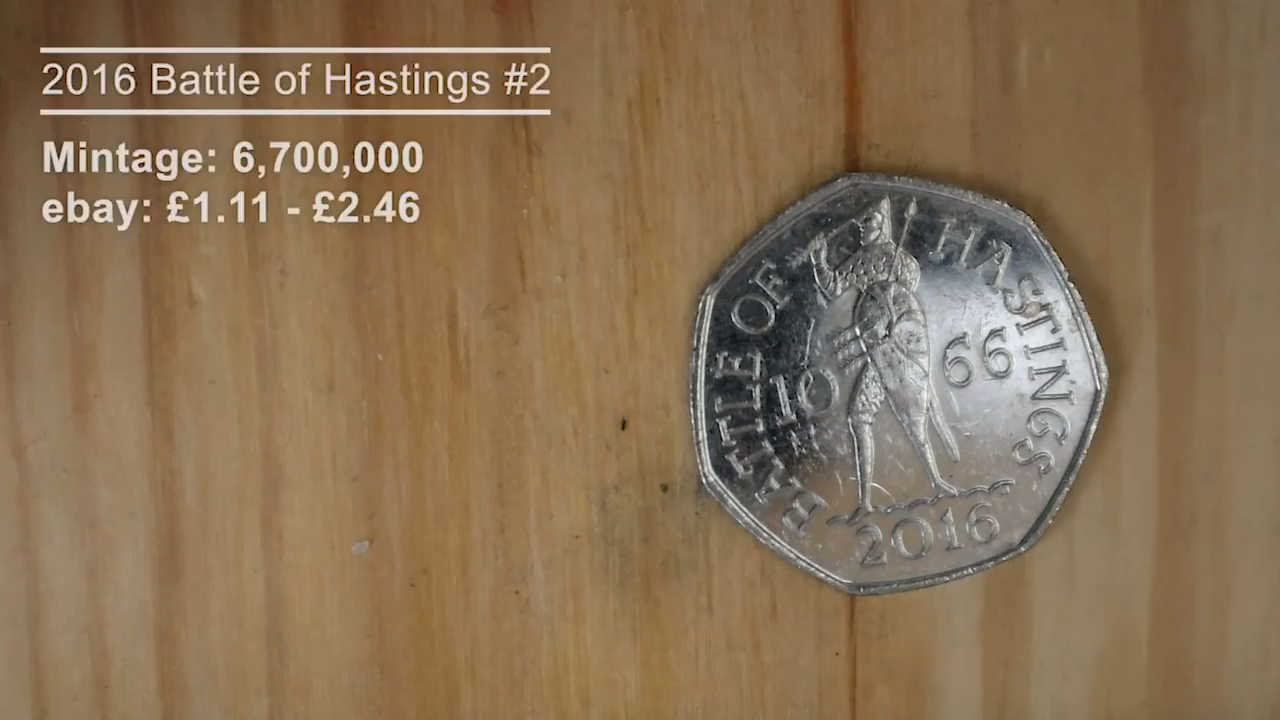 2016 Battle of Hastings #2
Mintage: 6,700,000
ebay: £1.11 - £2.46
BATTLE OF HASTINGS
1066
2016